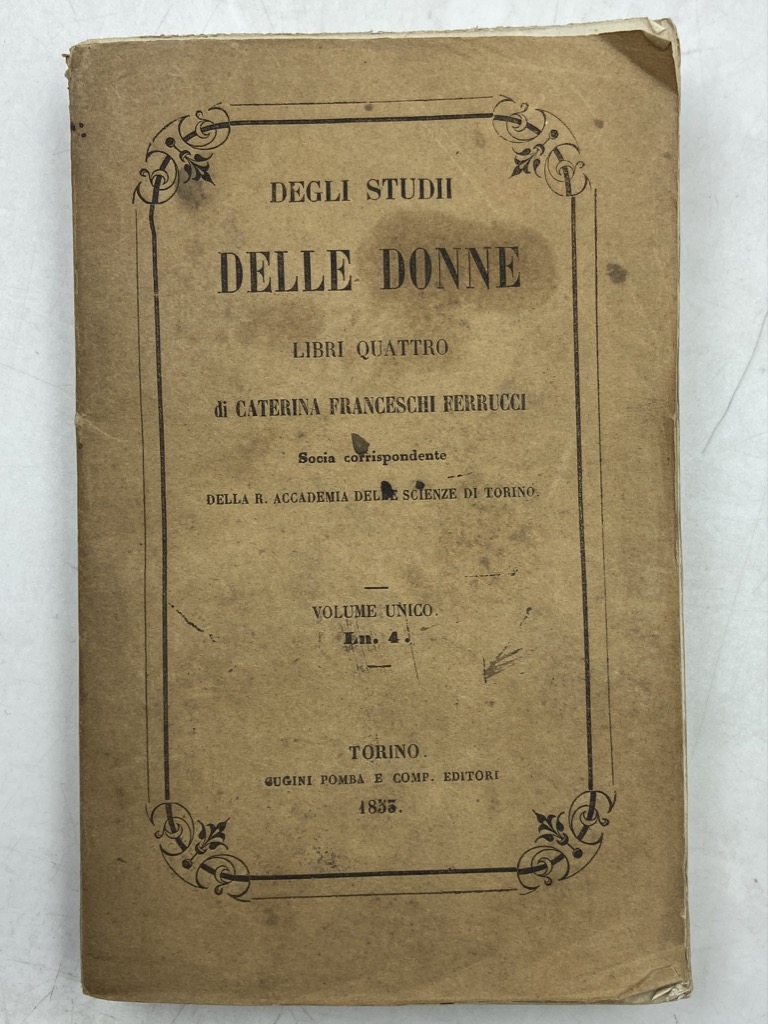 DEGLI STUDII
DELLE DONNE
LIBRI QUATTRO
di CATERINA FRANCESCHI FERRUCCI
Socia corrispondente
DELLA R. ACCADEMIA DELLE SCIENZE DI TORINO.
VOLUME UNICO.
Ln. 4.
TORINO.
CUGINI POMBA E COMP. EDITORI
1853.